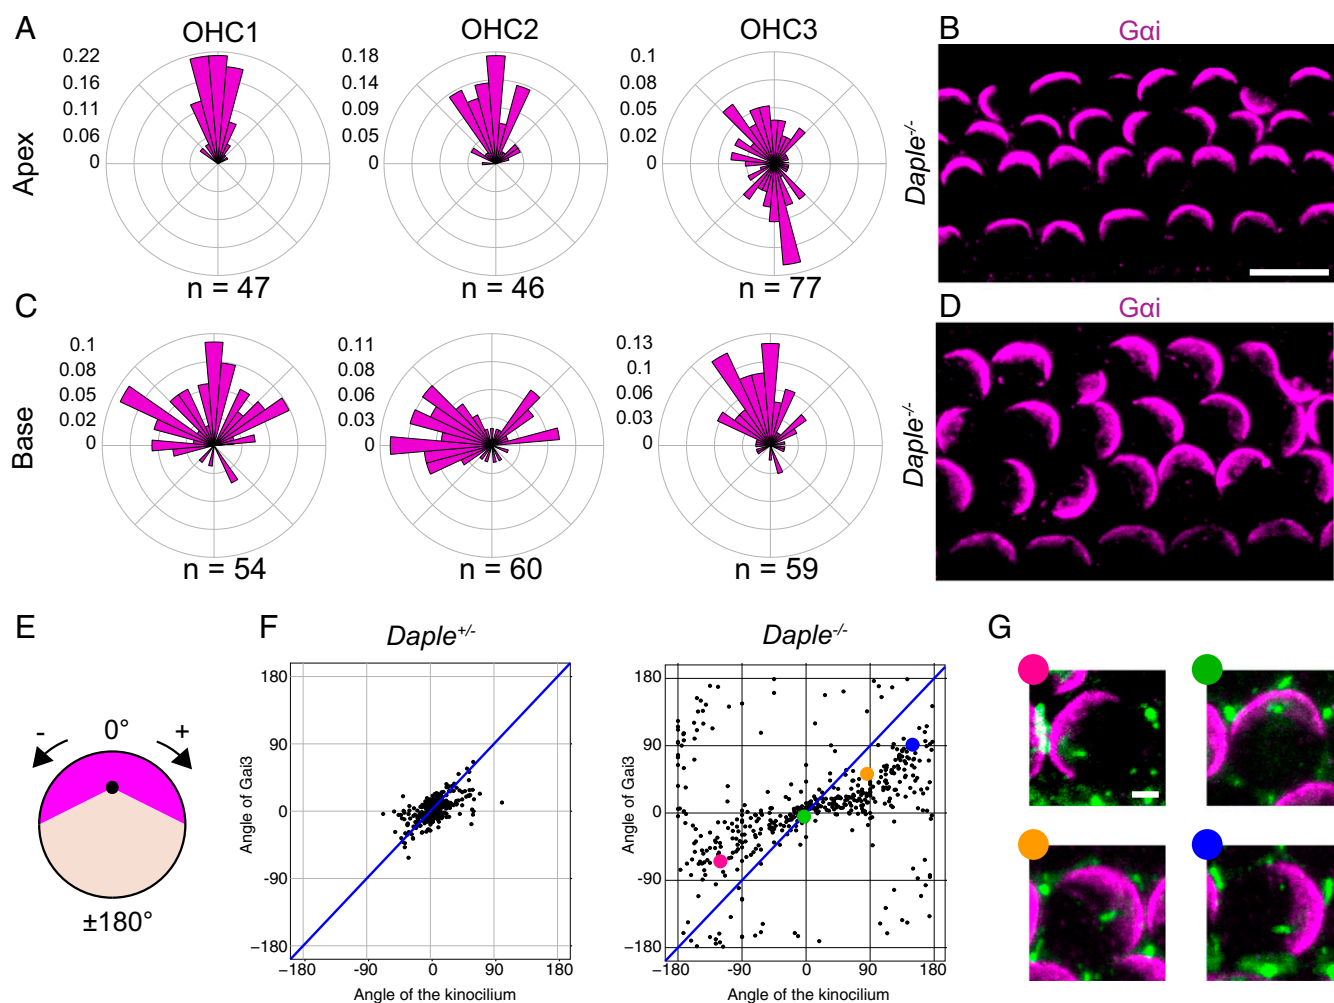 A
OHC1
OHC2
OHC3
B
Gαi
Apex
0.22
0.16
0.11
0.06
0
0.18
0.14
0.09
0.05
0
0.1
0.08
0.05
0.02
0
Daple-/-
n = 47
n = 46
n = 77
C
D
Gαi
Base
0.1
0.08
0.05
0.02
0
0.11
0.08
0.06
0.03
0
0.13
0.1
0.06
0.03
0
Daple-/-
n = 54
n = 60
n = 59
E
- 0° +
±180°
F
Daple+/-
Angle of Gai3
180
90
0
−90
−180
−180 -90 0 90 180
Angle of the kinocilium
Daple-/-
Angle of Gai3
180
90
0
-90
-180
-180 -90 0 90 180
Angle of the kinocilium
G